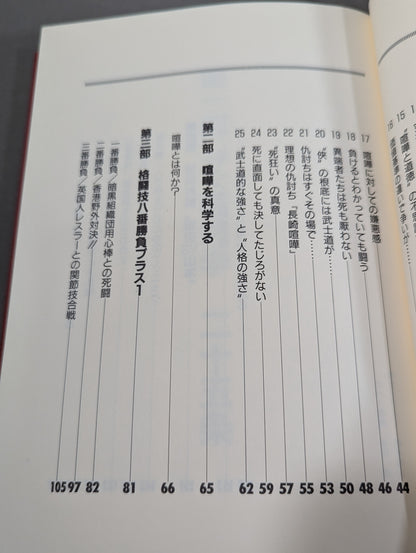 17 喧嘩に対しての嫌悪感 44
18 負けるとわかっていても闘う 46
19 異端者たちは死も厭わない 48
20 “侠”の根底には武士道が… 50
21 仇討ちはすぐその場で… 53
22 理想の仇討ち「長崎喧嘩」 55
23 “死狂い”の真意 57
24 死に直面しても決してたじろがない 59
25 “武士道的な強さ”と“人格の強さ” 62
第二部 喧嘩を科学する 65
喧嘩とは何か? 66
第三部 格闘技八番勝負プラス1 81
一番勝負/暗黒組織団用心棒との死闘 82
二番勝負/香港野外対決!! 97
三番勝負/英国人レスラーとの関節技合戦 105